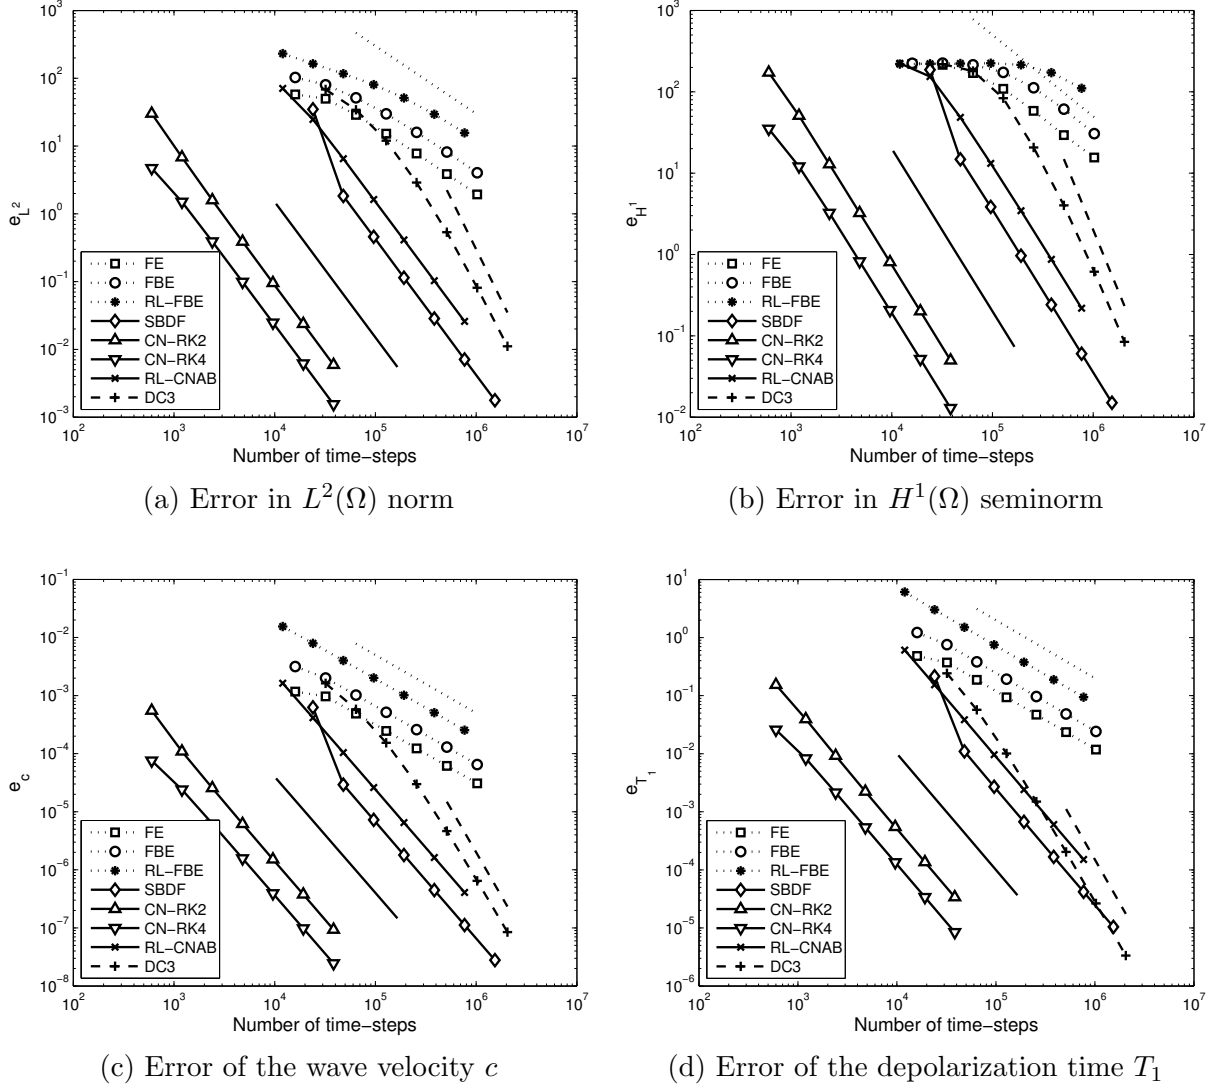 10^3
10^2
10^1
10^0
10^-1
10^-2
10^-3
e_L^2
FE
FBE
RL-FBE
SBDF
CN-RK2
CN-RK4
RL-CNAB
DC3
10^2 10^3 10^4 10^5 10^6 10^7
Number of time-steps
(a) Error in L^2(Ω) norm
10^3
10^2
10^1
10^0
10^-1
10^-2
e_H^1
FE
FBE
RL-FBE
SBDF
CN-RK2
CN-RK4
RL-CNAB
DC3
10^2 10^3 10^4 10^5 10^6 10^7
Number of time-steps
(b) Error in H^1(Ω) seminorm
10^-1
10^-2
10^-3
10^-4
10^-5
10^-6
10^-7
10^-8
e_c
FE
FBE
RL-FBE
SBDF
CN-RK2
CN-RK4
RL-CNAB
DC3
10^2 10^3 10^4 10^5 10^6 10^7
Number of time-steps
(c) Error of the wave velocity c
10^1
10^0
10^-1
10^-2
10^-3
10^-4
10^-5
10^-6
e_T_1
FE
FBE
RL-FBE
SBDF
CN-RK2
CN-RK4
RL-CNAB
DC3
10^2 10^3 10^4 10^5 10^6 10^7
Number of time-steps
(d) Error of the depolarization time T_1